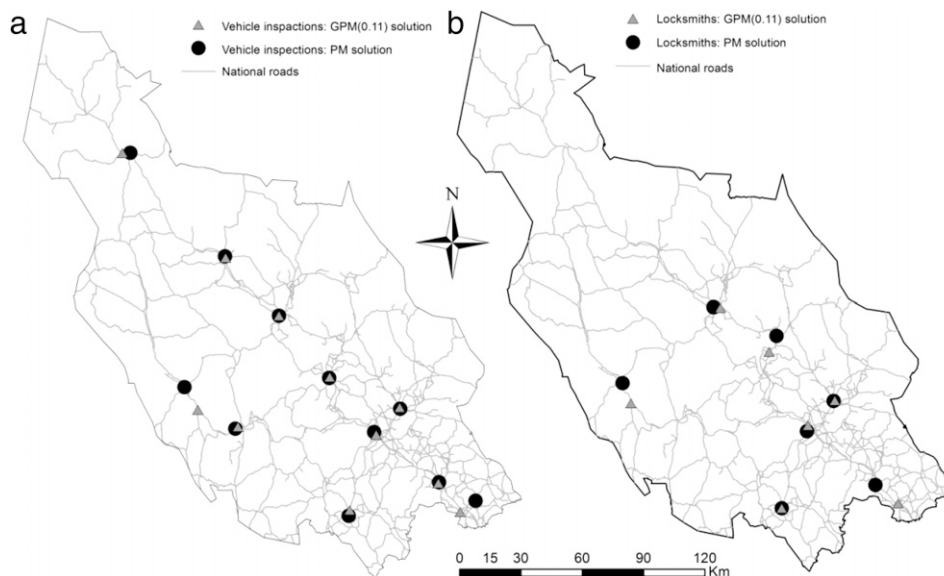 a
Vehicle inspactions: GPM(0.11) solution
Vehicle inspections: PM solution
National roads
b
Locksmiths: GPM(0.11) solution
Locksmiths: PM solution
National roads
N
0 15 30 60 90 120
Km